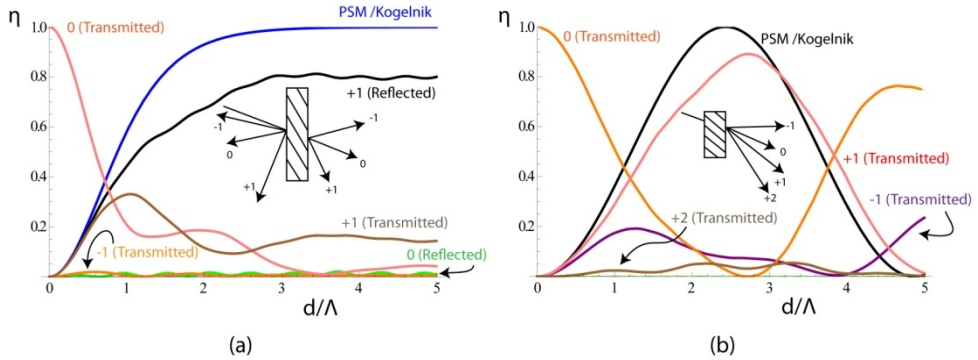 η
(a)
0 (Transmitted)
PSM /Kogelnik
+1 (Reflected)
+1 (Transmitted)
-1 (Transmitted)
0 (Reflected)
-1
0
+1
-1
0
+1
1.0
0.8
0.6
0.4
0.2
0
1
2
3
4
5
d/Λ
(a)
η
b)
0 (Transmitted)
PSM /Kogelnik
+1 (Transmitted)
-1 (Transmitted)
+2 (Transmitted)
-1
0
+1
+2
1.0
0.8
0.6
0.4
0.2
0
1
2
3
4
5
d/Λ
(b)